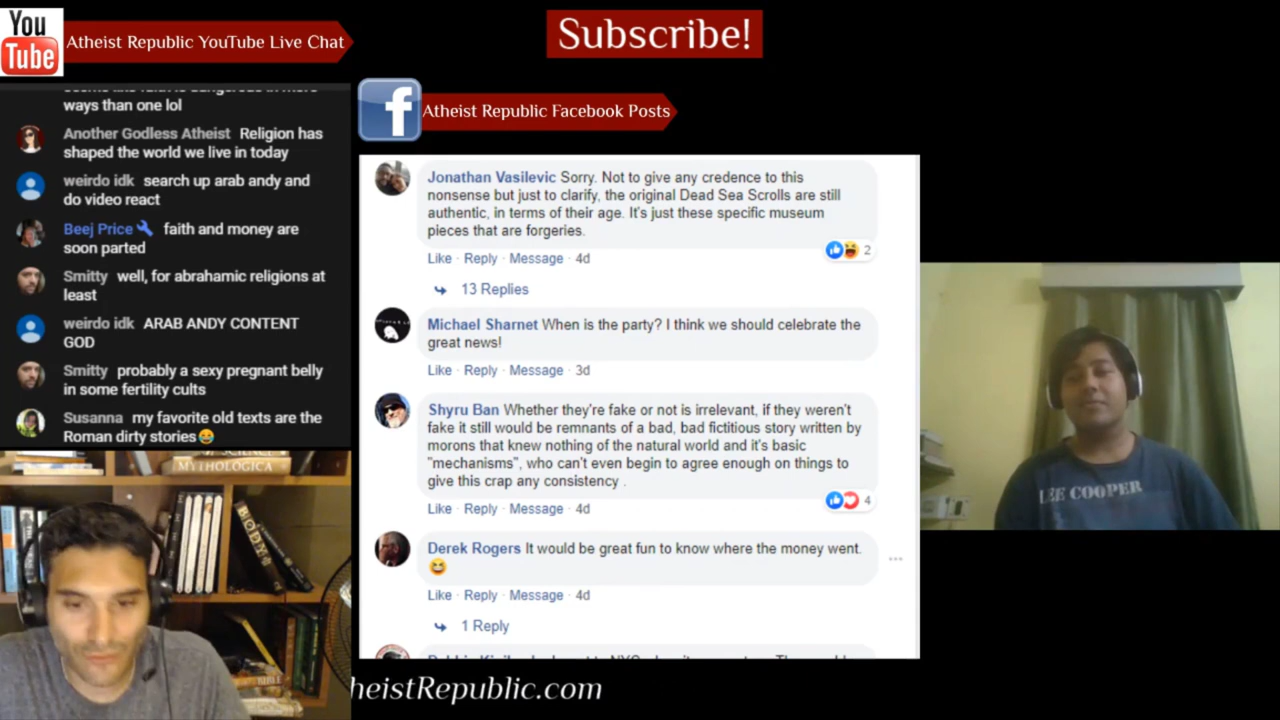 You
Tube
Atheist Republic YouTube Live Chat
Subscribe!
ways than one lol
Another Godless Atheist Religion has
shaped the world we live in today
weirdo idk search up arab andy and
do video react
Beej Price faith and money are
soon parted
Smitty well, for abrahamic religions at
least
weirdo idk ARAB ANDY CONTENT
GOD
Smitty probably a sexy pregnant belly
in some fertility cults
Susanna my favorite old texts are the
Roman dirty stories😂
f
Atheist Republic Facebook Posts
Jonathan Vasilevic Sorry. Not to give any credence to this
nonsense but just to clarify, the original Dead Sea Scrolls are still
authentic, in terms of their age. It's just these specific museum
pieces that are forgeries.
2
Like · Reply · Message · 4d
13 Replies
Michael Sharnet When is the party? I think we should celebrate the
great news!
Like · Reply · Message · 3d
Shyru Ban Whether they're fake or not is irrelevant, if they weren't
fake it still would be remnants of a bad, bad fictitious story written by
morons that knew nothing of the natural world and it's basic
"mechanisms", who can't even begin to agree enough on things to
give this crap any consistency .
4
Like · Reply · Message · 4d
Derek Rogers It would be great fun to know where the money went.
😆
Like · Reply · Message · 4d
1 Reply
heistRepublic.com
MYTHOLOGICA
BODY
LEE COOPER